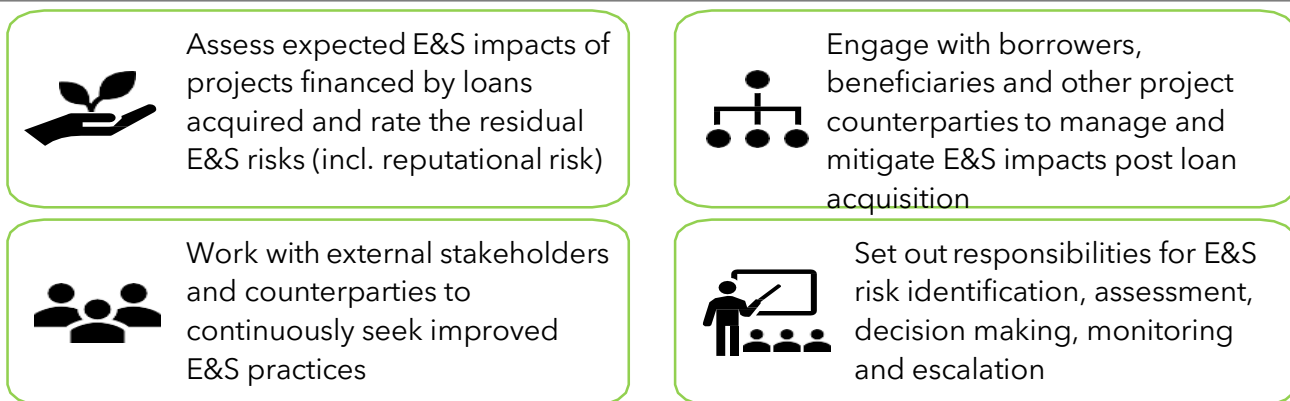 Assess expected E&S impacts of
projects financed by loans
acquired and rate the residual
E&S risks (incl. reputational risk)
Engage with borrowers,
beneficiaries and other project
counterparties to manage and
mitigate E&S impacts post loan
acquisition
Work with external stakeholders
and counterparties to
continuously seek improved
E&S practices
Set out responsibilities for E&S
risk identification, assessment,
decision making, monitoring
and escalation